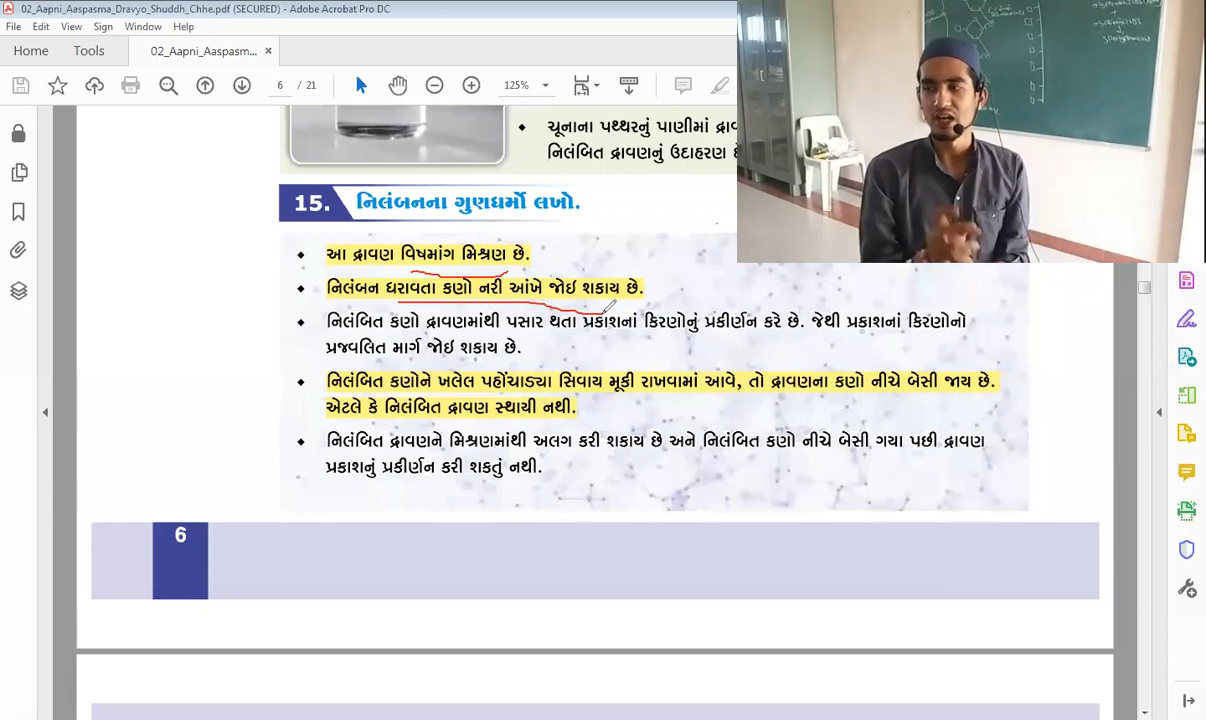 02_Aapni_Aaspasma_Dravyo_Shuddh_Chhe.pdf (SECURED) - Adobe Acrobat Pro DC
File Edit View Sign Window Help
Home Tools 02_Aapni_Aaspasm... ×
6 / 21 125%
ચૂનાના પથ્થરનું પાણીમાં
નિલંબિત દ્રાવણનું ઉદાહરણ
15. નિલંબનના ગુણધર્મો લખો.
આ દ્રાવણ વિષમાંગ મિશ્રણ છે.
નિલંબન ધરાવતા કણો નરી આંખે જોઇ શકાય છે.
નિલંબિત કણો દ્રાવણમાંથી પસાર થતા પ્રકાશનાં કિરણોનું પ્રકીર્ણન કરે છે. જેથી પ્રકાશનાં કિરણોનો
પ્રજ્વલિત માર્ગ જોઇ શકાય છે.
નિલંબિત કણોને ખલેલ પહોંચાડ્યા સિવાય મૂકી રાખવામાં આવે, તો દ્રાવણના કણો નીચે બેસી જાય છે.
એટલે કે નિલંબિત દ્રાવણ સ્થાયી નથી.
નિલંબિત દ્રાવણને મિશ્રણમાંથી અલગ કરી શકાય છે અને નિલંબિત કણો નીચે બેસી ગયા પછી દ્રાવણ
પ્રકાશનું પ્રકીર્ણન કરી શકતું નથી.
6